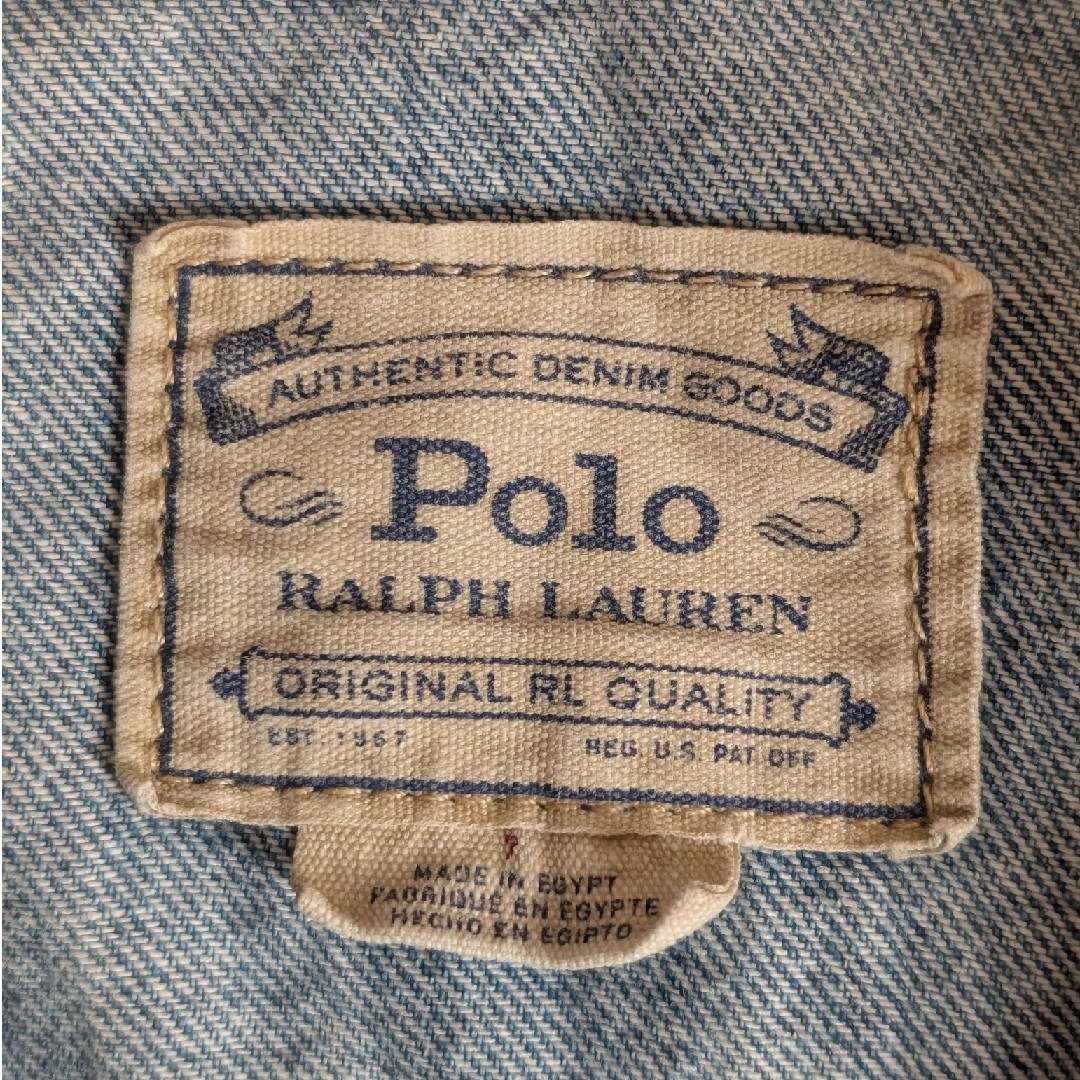 AUTHENTIC DENIM GOODS
Polo
RALPH LAUREN
ORIGINAL RL QUALITY
EST. 1967 REG. U.S. PAT OFF
MADE IN EGYPT
FABRIQUE EN EGYPTE
HECHO EN EGIPTO